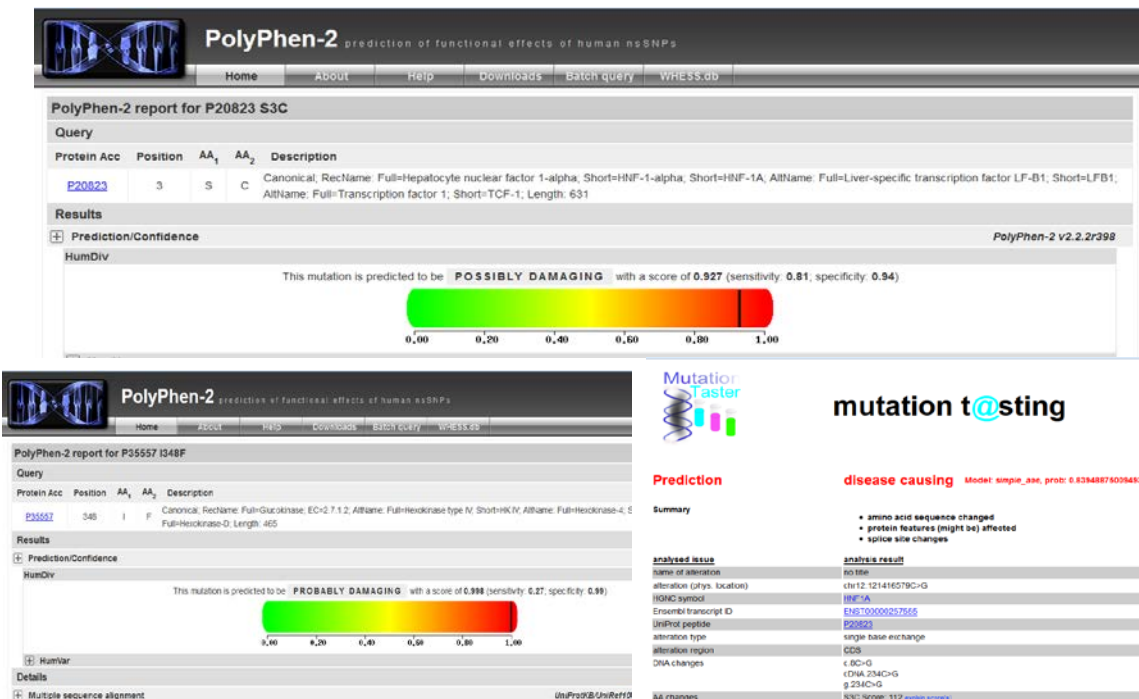 PolyPhen-2 prediction of functional effects of human nsSNPs
Home About Help Downloads Batch query WHESS.db
PolyPhen-2 report for P20823 S3C
Query
Protein Acc Position AA1 AA2 Description
P20823 3 S C Canonical; RecName: Full=Hepatocyte nuclear factor 1-alpha; Short=HNF-1-alpha; Short=HNF-1A; AltName: Full=Liver-specific transcription factor LF-B1; Short=LFB1;
AltName: Full=Transcription factor 1; Short=TCF-1; Length: 631
Results
Prediction/Confidence PolyPhen-2 v2.2.2r398
HumDiv
This mutation is predicted to be POSSIBLY DAMAGING with a score of 0.927 (sensitivity: 0.81; specificity: 0.94)
0,00 0,20 0,40 0,60 0,80 1,00
PolyPhen-2 prediction of functional effects of human nsSNPs
Home About Help Downloads Batch query WHESS.db
PolyPhen-2 report for P35557 I348F
Query
Protein Acc Position AA1 AA2 Description
P35557 348 I F Canonical; RecName: Full=Glucokinase; EC=2.7.1.2; AltName: Full=Hexokinase type IV; Short=HK IV; AltName: Full=Hexokinase-4; S
Full=Hexokinase-D; Length: 465
Results
Prediction/Confidence
HumDiv
This mutation is predicted to be PROBABLY DAMAGING with a score of 0.998 (sensitivity: 0.27; specificity: 0.99)
0,00 0,20 0,40 0,60 0,80 1,00
HumVar
Details
Multiple sequence alignment UniProtKB/UniRef10
Mutation
Taster
mutation t@sting
Prediction disease causing Model: simple_aae, prob:
Summary
• amino acid sequence changed
• protein features (might be) affected
• splice site changes
analysed issue analysis result
name of alteration no title
alteration (phys. location) chr12:121416579C>G
HGNC symbol HNF1A
Ensembl transcript ID ENST00000257555
UniProt peptide P20823
alteration type single base exchange
alteration region CDS
DNA changes c.8C>G
cDNA.234C>G
g.234C>G
AA changes S3C Score: 112 explain score(s)